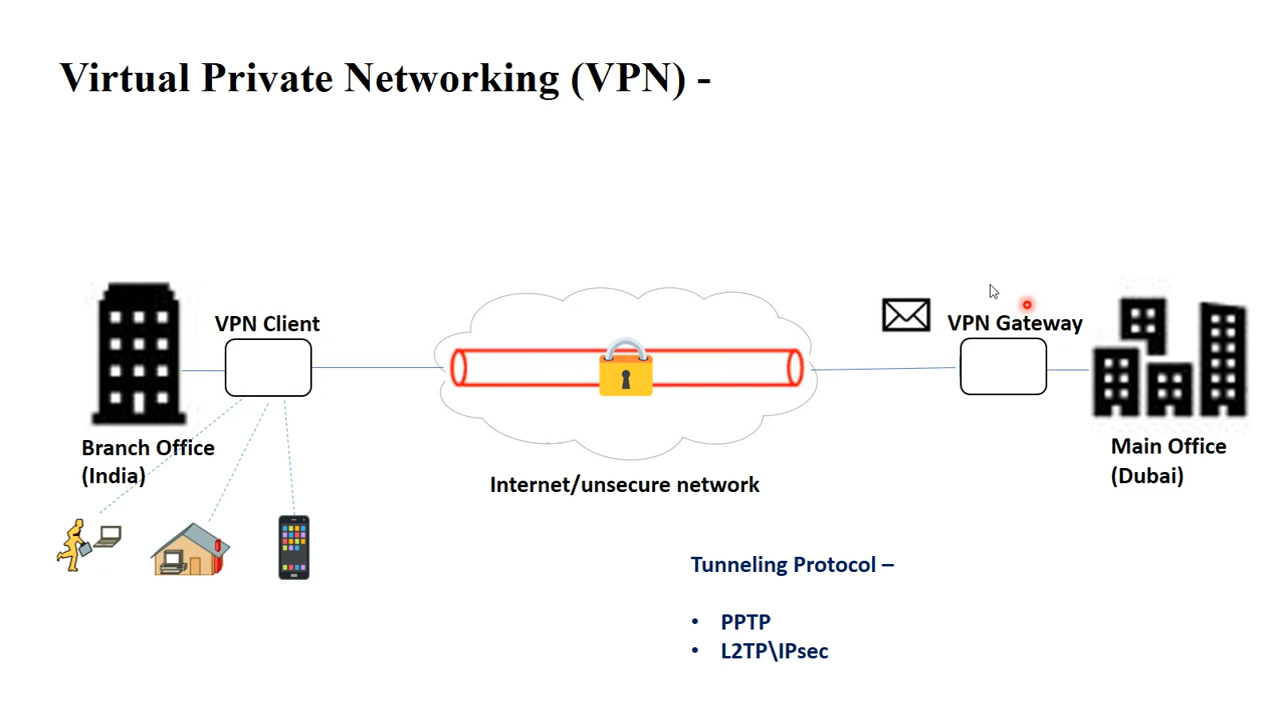 Virtual Private Networking (VPN) -
VPN Client
VPN Gateway
Branch Office
(India)
Main Office
(Dubai)
Internet/unsecure network
Tunneling Protocol –
• PPTP
• L2TP\IPsec